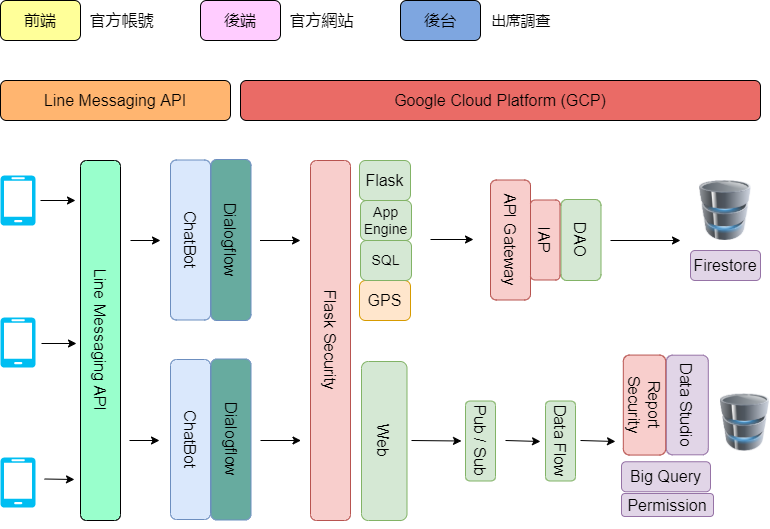 前端 官方帳號 後端 官方網站 後台 出席調查
Line Messaging API
Google Cloud Platform (GCP)
Line Messaging API
ChatBot
Dialogflow
Flask Security
Flask
App
Engine
SQL
GPS
API Gateway
IAP
DAO
Firestore
ChatBot
Dialogflow
Web
Pub / Sub
Data Flow
Report
Security
Data Studio
Big Query
Permission